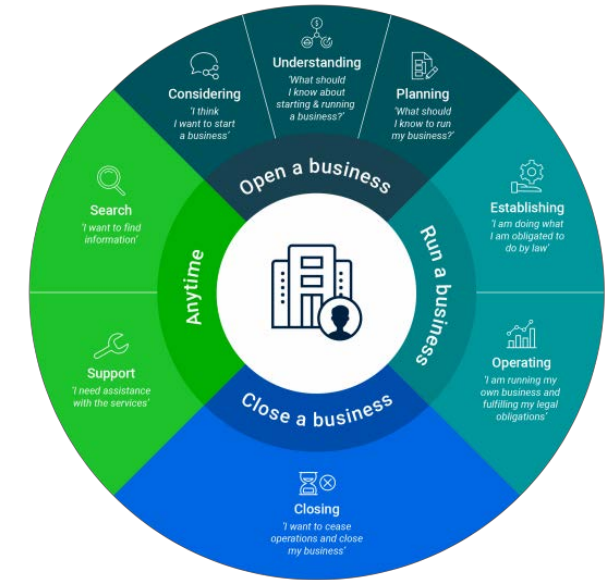 Considering
‘I think
I want to start
a business’
Understanding
‘What should
I know about
starting & running
a business?’
Planning
‘What should
I know to run
my business?’
Open a business
Establishing
‘I am doing what
I am obligated to
do by law’
Operating
‘I am running my
own business and
fulfilling my legal
obligations’
Run a business
Closing
‘I want to cease
operations and close
my business’
Close a business
Support
‘I need assistance
with the services’
Search
‘I want to find
information’
Anytime
$